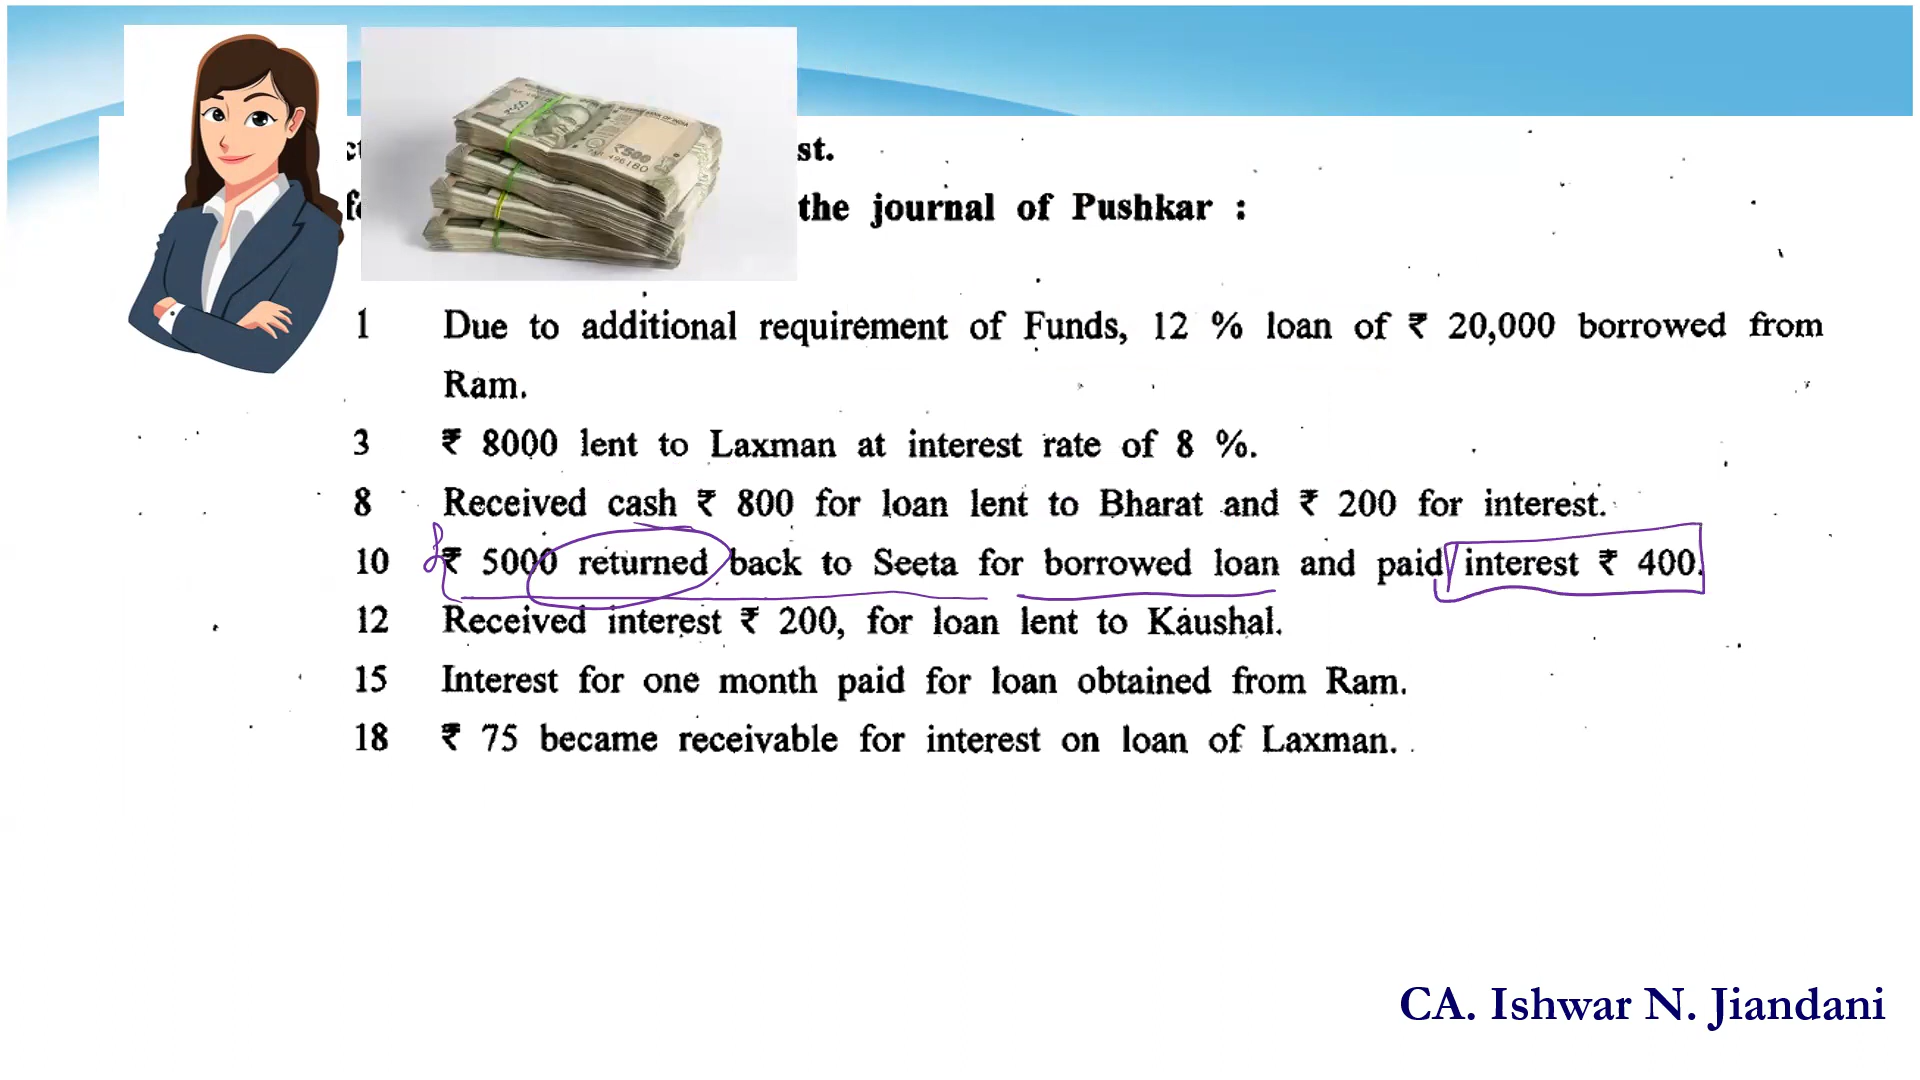 st.
the journal of Pushkar :
1 Due to additional requirement of Funds, 12 % loan of ₹ 20,000 borrowed from
Ram.
3 ₹ 8000 lent to Laxman at interest rate of 8 %.
8 Received cash ₹ 800 for loan lent to Bharat and ₹ 200 for interest.
10 ₹ 5000 returned back to Seeta for borrowed loan and paid interest ₹ 400.
12 Received interest ₹ 200, for loan lent to Kaushal.
15 Interest for one month paid for loan obtained from Ram.
18 ₹ 75 became receivable for interest on loan of Laxman.
CA. Ishwar N. Jiandani